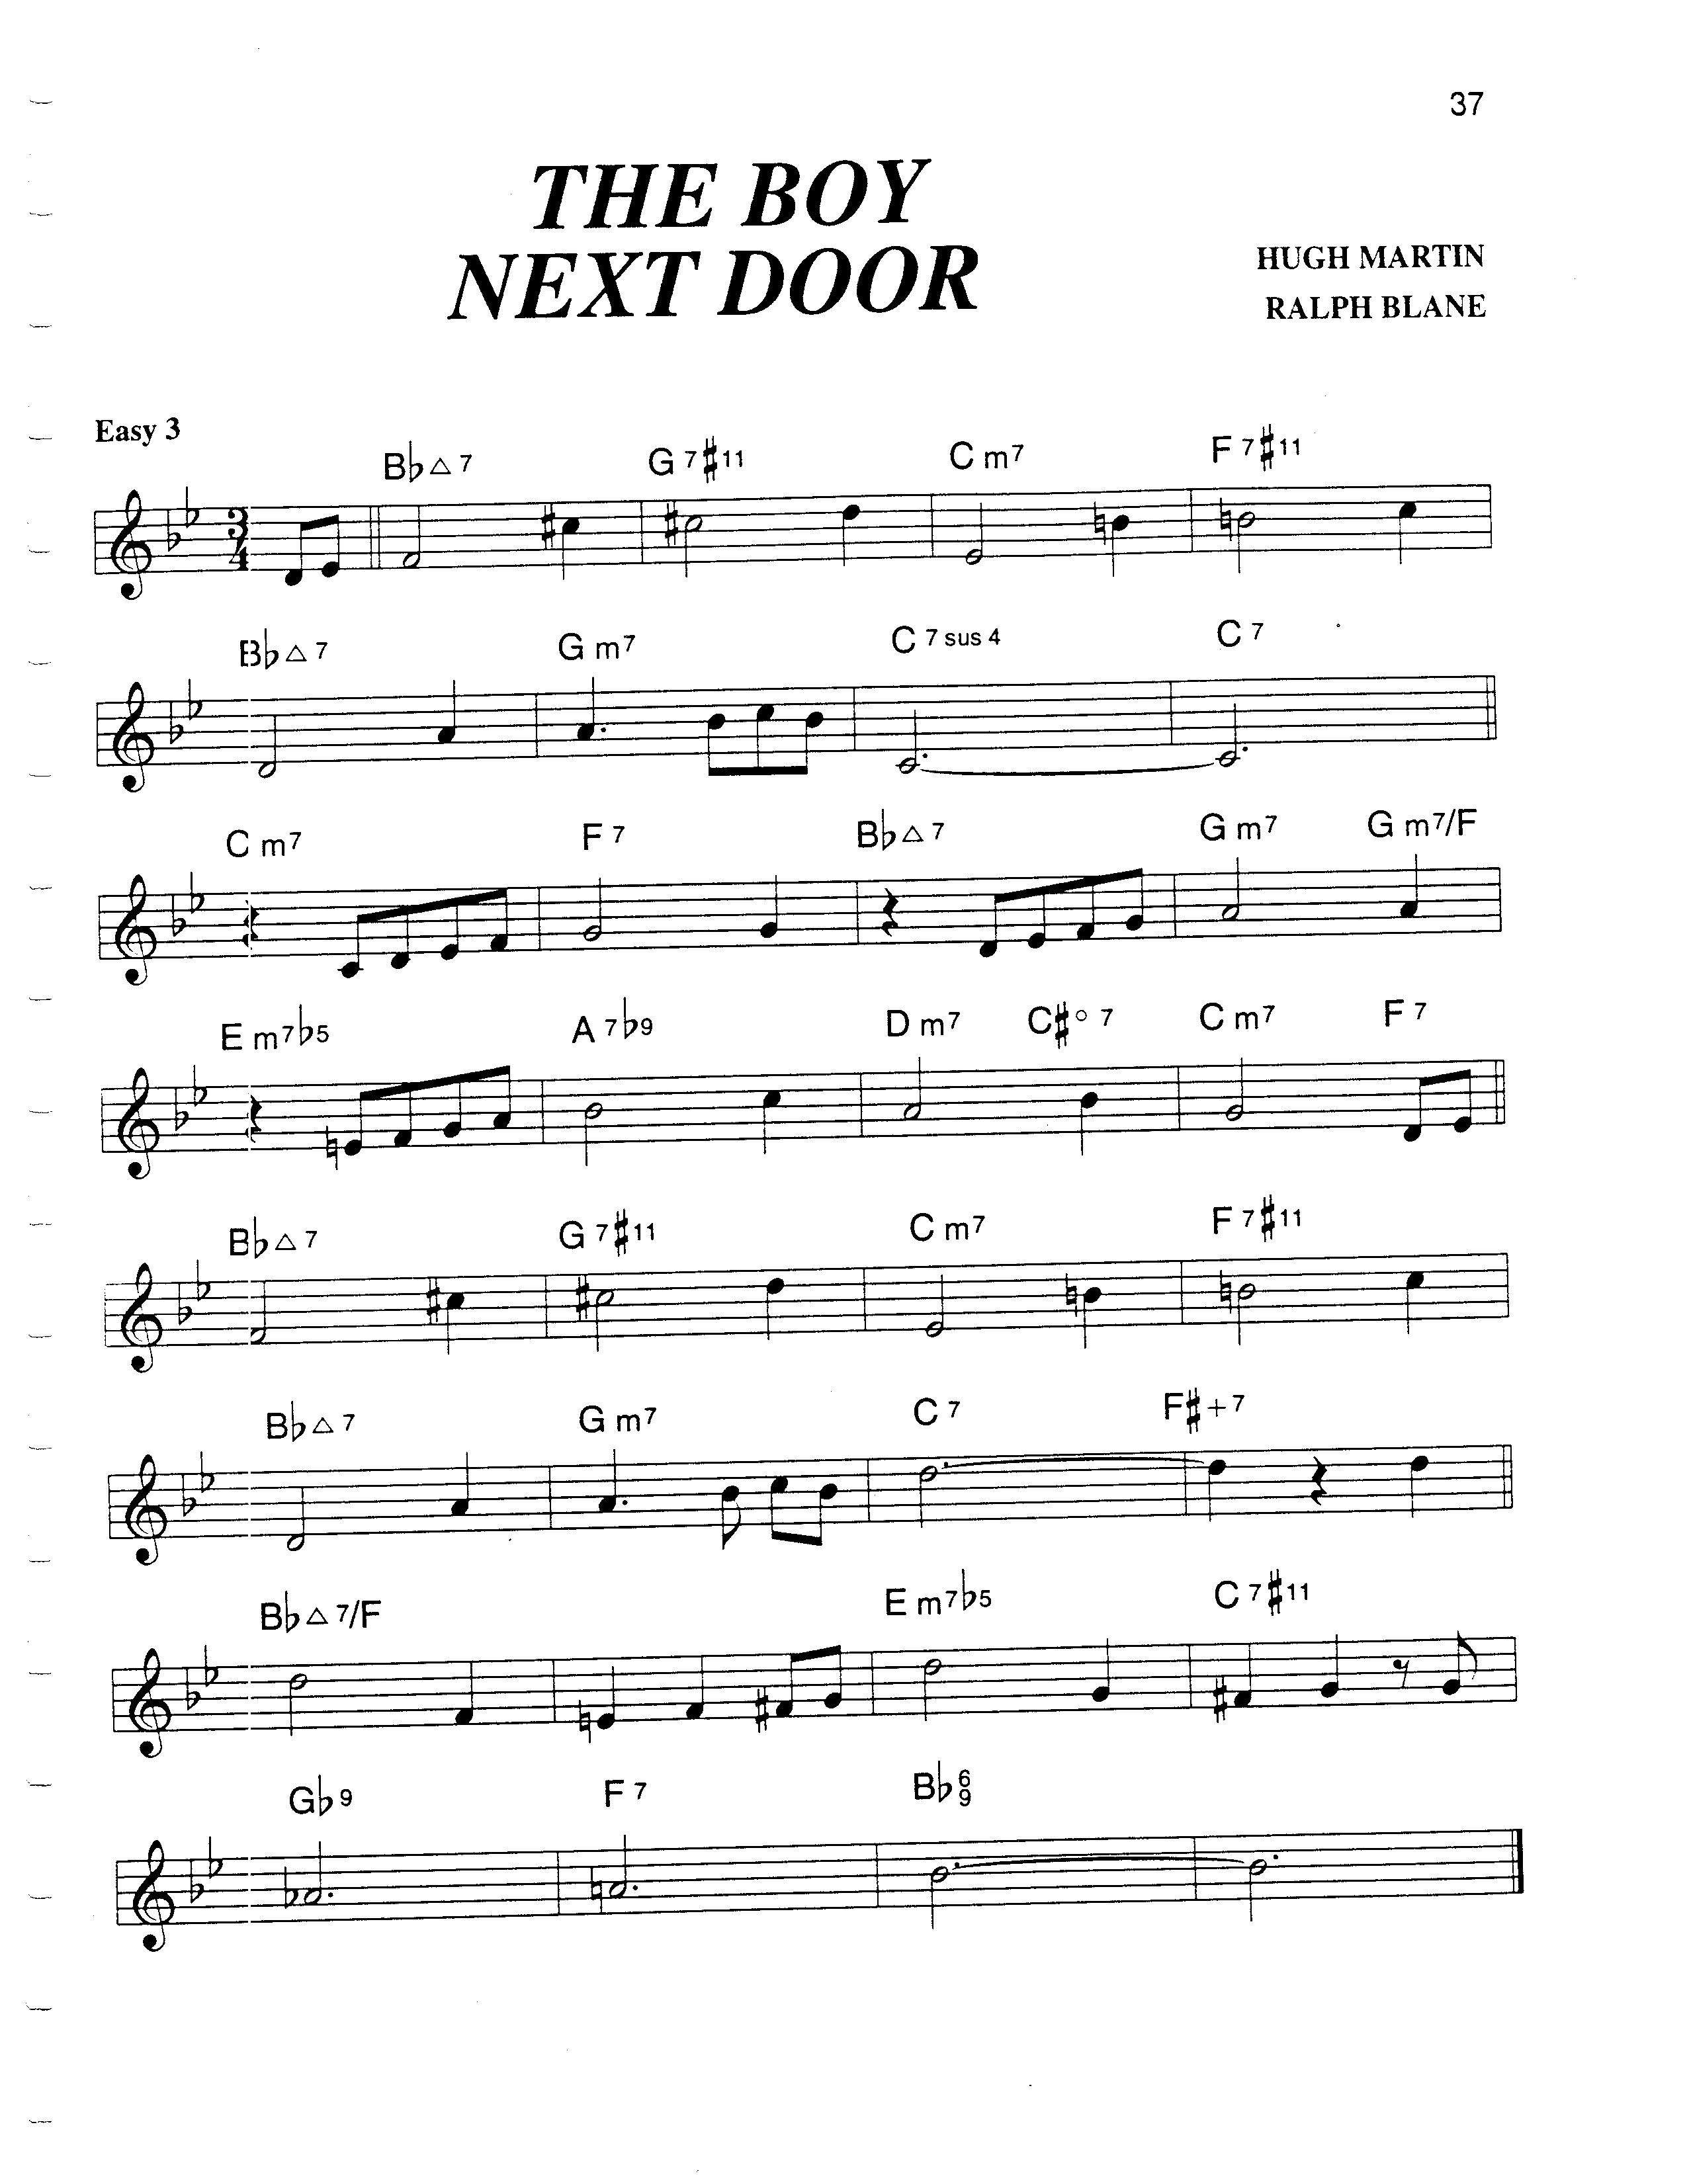 37
THE BOY
NEXT DOOR
HUGH MARTIN
RALPH BLANE
Easy 3
B♭△7 G7♯11 Cm7 F7♯11
3/4
B♭△7 Gm7 C7sus4 C7
Cm7 F7 B♭△7 Gm7 Gm7/F
Em7♭5 A7♭9 Dm7 C♯°7 Cm7 F7
B♭△7 G7♯11 Cm7 F7♯11
B♭△7 Gm7 C7 F♯+7
B♭△7/F Em7♭5 C7♯11
G♭9 F7 B♭6/9